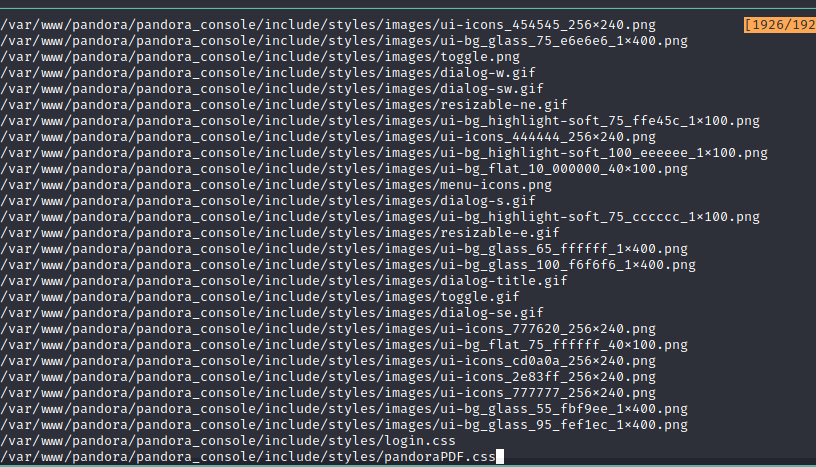 /var/www/pandora/pandora_console/include/styles/images/ui-icons_454545_256×240.png [1926/192
/var/www/pandora/pandora_console/include/styles/images/ui-bg_glass_75_e6e6e6_1×400.png
/var/www/pandora/pandora_console/include/styles/images/toggle.png
/var/www/pandora/pandora_console/include/styles/images/dialog-w.gif
/var/www/pandora/pandora_console/include/styles/images/dialog-sw.gif
/var/www/pandora/pandora_console/include/styles/images/resizable-ne.gif
/var/www/pandora/pandora_console/include/styles/images/ui-bg_highlight-soft_75_ffe45c_1×100.png
/var/www/pandora/pandora_console/include/styles/images/ui-icons_444444_256×240.png
/var/www/pandora/pandora_console/include/styles/images/ui-bg_highlight-soft_100_eeeeee_1×100.png
/var/www/pandora/pandora_console/include/styles/images/ui-bg_flat_10_000000_40×100.png
/var/www/pandora/pandora_console/include/styles/images/menu-icons.png
/var/www/pandora/pandora_console/include/styles/images/dialog-s.gif
/var/www/pandora/pandora_console/include/styles/images/ui-bg_highlight-soft_75_cccccc_1×100.png
/var/www/pandora/pandora_console/include/styles/images/resizable-e.gif
/var/www/pandora/pandora_console/include/styles/images/ui-bg_glass_65_ffffff_1×400.png
/var/www/pandora/pandora_console/include/styles/images/ui-bg_glass_100_f6f6f6_1×400.png
/var/www/pandora/pandora_console/include/styles/images/dialog-title.gif
/var/www/pandora/pandora_console/include/styles/images/toggle.gif
/var/www/pandora/pandora_console/include/styles/images/dialog-se.gif
/var/www/pandora/pandora_console/include/styles/images/ui-icons_777620_256×240.png
/var/www/pandora/pandora_console/include/styles/images/ui-bg_flat_75_ffffff_40×100.png
/var/www/pandora/pandora_console/include/styles/images/ui-icons_cd0a0a_256×240.png
/var/www/pandora/pandora_console/include/styles/images/ui-icons_2e83ff_256×240.png
/var/www/pandora/pandora_console/include/styles/images/ui-icons_777777_256×240.png
/var/www/pandora/pandora_console/include/styles/images/ui-bg_glass_55_fbf9ee_1×400.png
/var/www/pandora/pandora_console/include/styles/images/ui-bg_glass_95_fef1ec_1×400.png
/var/www/pandora/pandora_console/include/styles/login.css
/var/www/pandora/pandora_console/include/styles/pandoraPDF.css